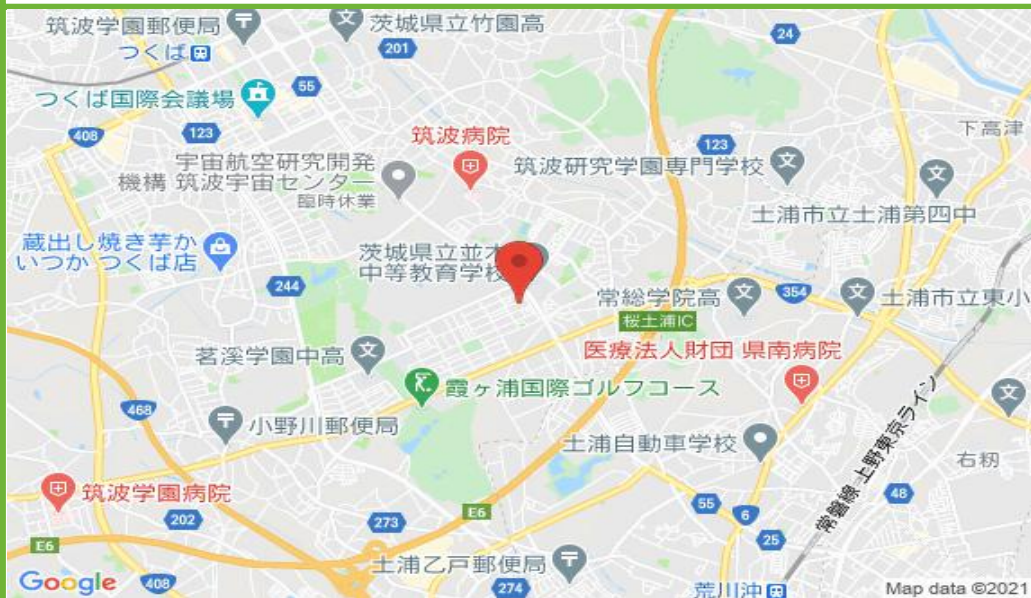 筑波学園郵便局
茨城県立竹園高
つくば
201
24
55
つくば国際会議場
408
123
筑波病院
123
下高津
宇宙航空研究開発
機構 筑波宇宙センター
臨時休業
筑波研究学園専門学校
土浦市立土浦第四中
蔵出し焼き芋か
いつか つくば店
茨城県立並木
中等教育学校
244
常総学院高
354
土浦市立東小
桜土浦IC
茗溪学園中高
医療法人財団 県南病院
霞ヶ浦国際ゴルフコース
468
小野川郵便局
土浦自動車学校
常磐線 上野東京ライン
右籾
筑波学園病院
202
273
E6
55
6
48
E6
25
土浦乙戸郵便局
Google
408
274
荒川沖
Map data ©2021